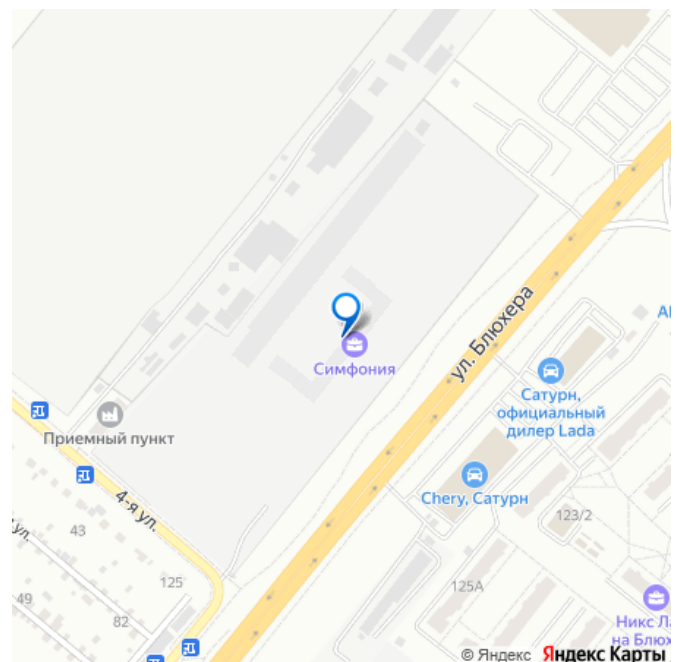 ул. Блюхера
Симфония
Сатурн,
официальный
дилер Lada
Приемный пункт
Chery, Сатурн
4-я ул.
ул.
43
125
49
82
123/2
125А
Никс Л
на Блюх
© Яндекс Яндекс Карты